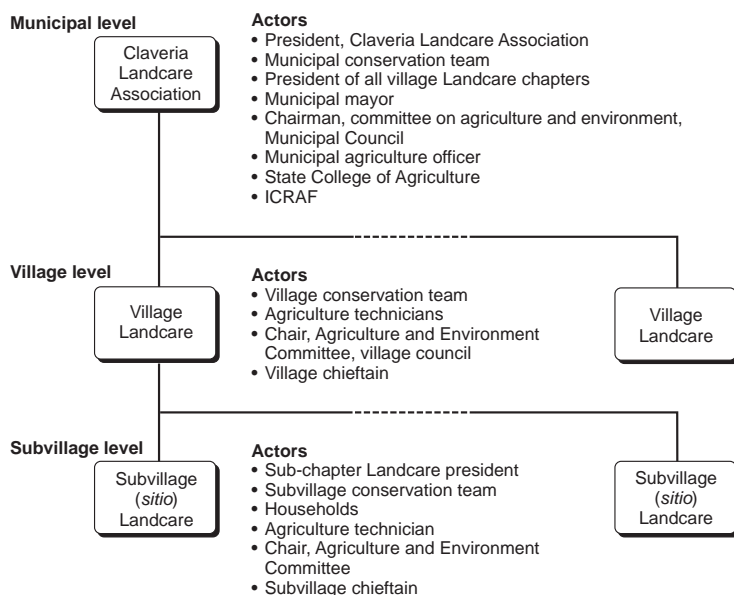 Municipal level
Claveria
Landcare
Association
Actors
• President, Claveria Landcare Association
• Municipal conservation team
• President of all village Landcare chapters
• Municipal mayor
• Chairman, committee on agriculture and environment,
Municipal Council
• Municipal agriculture officer
• State College of Agriculture
• ICRAF
Village level
Village
Landcare
Actors
• Village conservation team
• Agriculture technicians
• Chair, Agriculture and Environment
Committee, village council
• Village chieftain
Village
Landcare
Subvillage level
Subvillage
(sitio)
Landcare
Actors
• Sub-chapter Landcare president
• Subvillage conservation team
• Households
• Agriculture technician
• Chair, Agriculture and Environment
Committee
• Subvillage chieftain
Subvillage
(sitio)
Landcare